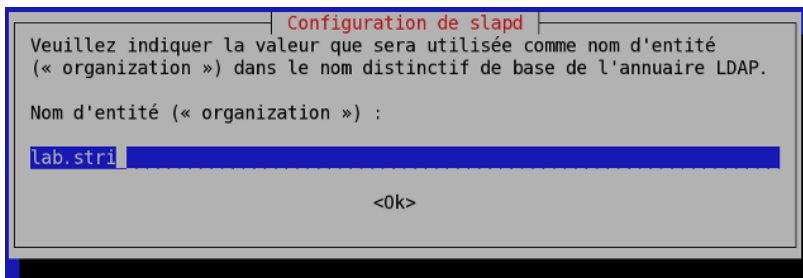 Configuration de slapd
Veuillez indiquer la valeur que sera utilisée comme nom d'entité
(« organization ») dans le nom distinctif de base de l'annuaire LDAP.
Nom d'entité (« organization ») :
lab.stri
<Ok>